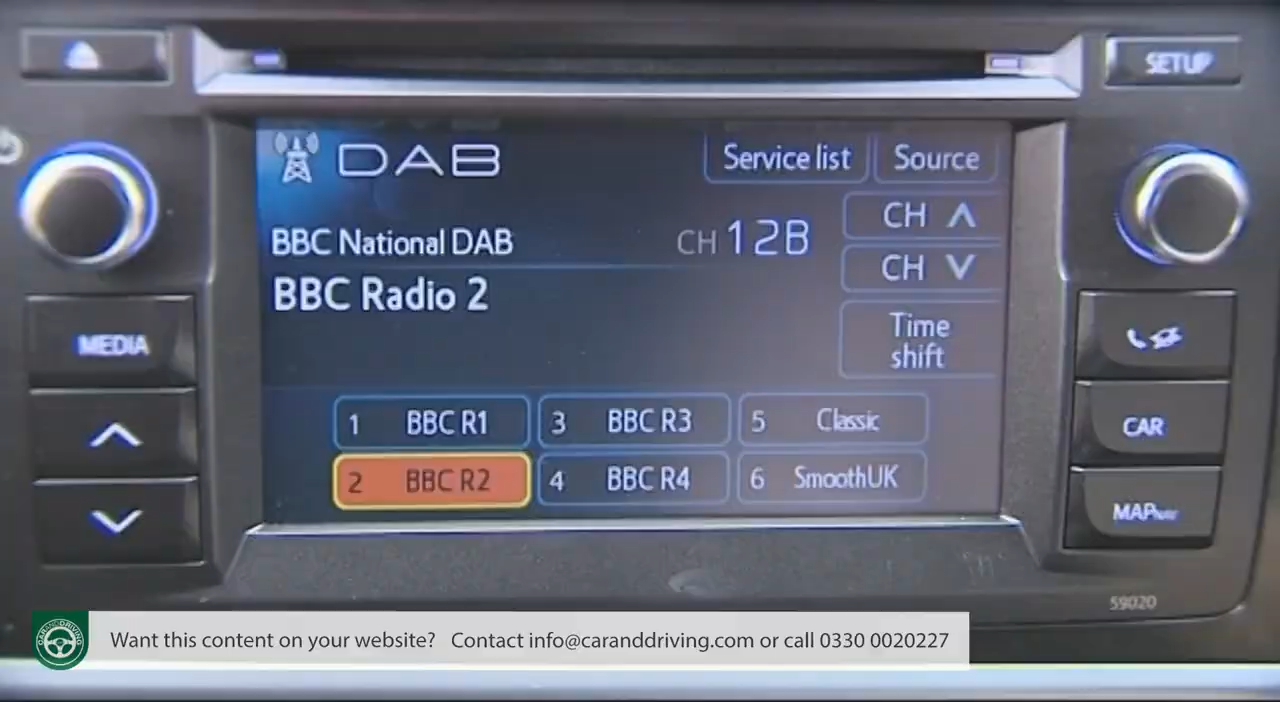 SETUP
DAB
Service list
Source
BBC National DAB
CH 12B
CH
CH
BBC Radio 2
Time
shift
MEDIA
CAR
MAP NAV
1 BBC R1
3 BBC R3
5 Classic
2 BBC R2
4 BBC R4
6 SmoothUK
59020
CARANDDRIVING
Want this content on your website? Contact info@caranddriving.com or call 0330 0020227